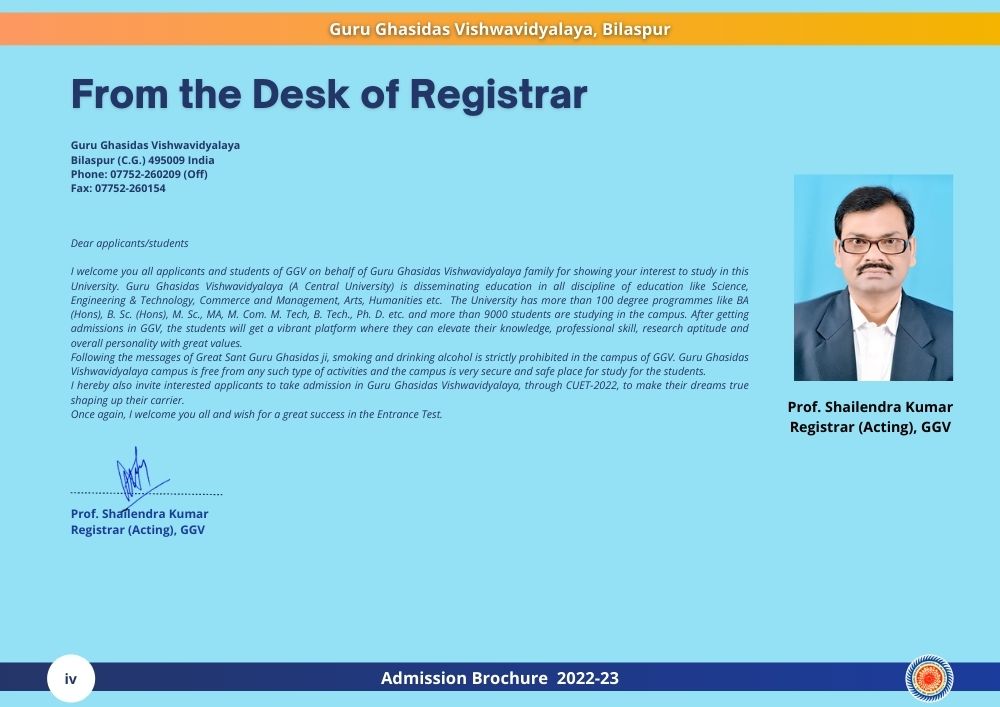 Guru Ghasidas Vishwavidyalaya, Bilaspur
From the Desk of Registrar
Guru Ghasidas Vishwavidyalaya
Bilaspur (C.G.) 495009 India
Phone: 07752-260209 (Off)
Fax: 07752-260154
Dear applicants/students
I welcome you all applicants and students of GGV on behalf of Guru Ghasidas Vishwavidyalaya family for showing your interest to study in this
University. Guru Ghasidas Vishwavidyalaya (A Central University) is disseminating education in all discipline of education like Science,
Engineering & Technology, Commerce and Management, Arts, Humanities etc. The University has more than 100 degree programmes like BA
(Hons), B. Sc. (Hons), M. Sc., MA, M. Com. M. Tech, B. Tech., Ph. D. etc. and more than 9000 students are studying in the campus. After getting
admissions in GGV, the students will get a vibrant platform where they can elevate their knowledge, professional skill, research aptitude and
overall personality with great values.
Following the messages of Great Sant Guru Ghasidas ji, smoking and drinking alcohol is strictly prohibited in the campus of GGV. Guru Ghasidas
Vishwavidyalaya campus is free from any such type of activities and the campus is very secure and safe place for study for the students.
I hereby also invite interested applicants to take admission in Guru Ghasidas Vishwavidyalaya, through CUET-2022, to make their dreams true
shaping up their carrier.
Once again, I welcome you all and wish for a great success in the Entrance Test.
Prof. Shailendra Kumar
Registrar (Acting), GGV
Prof. Shailendra Kumar
Registrar (Acting), GGV
iv
Admission Brochure 2022-23